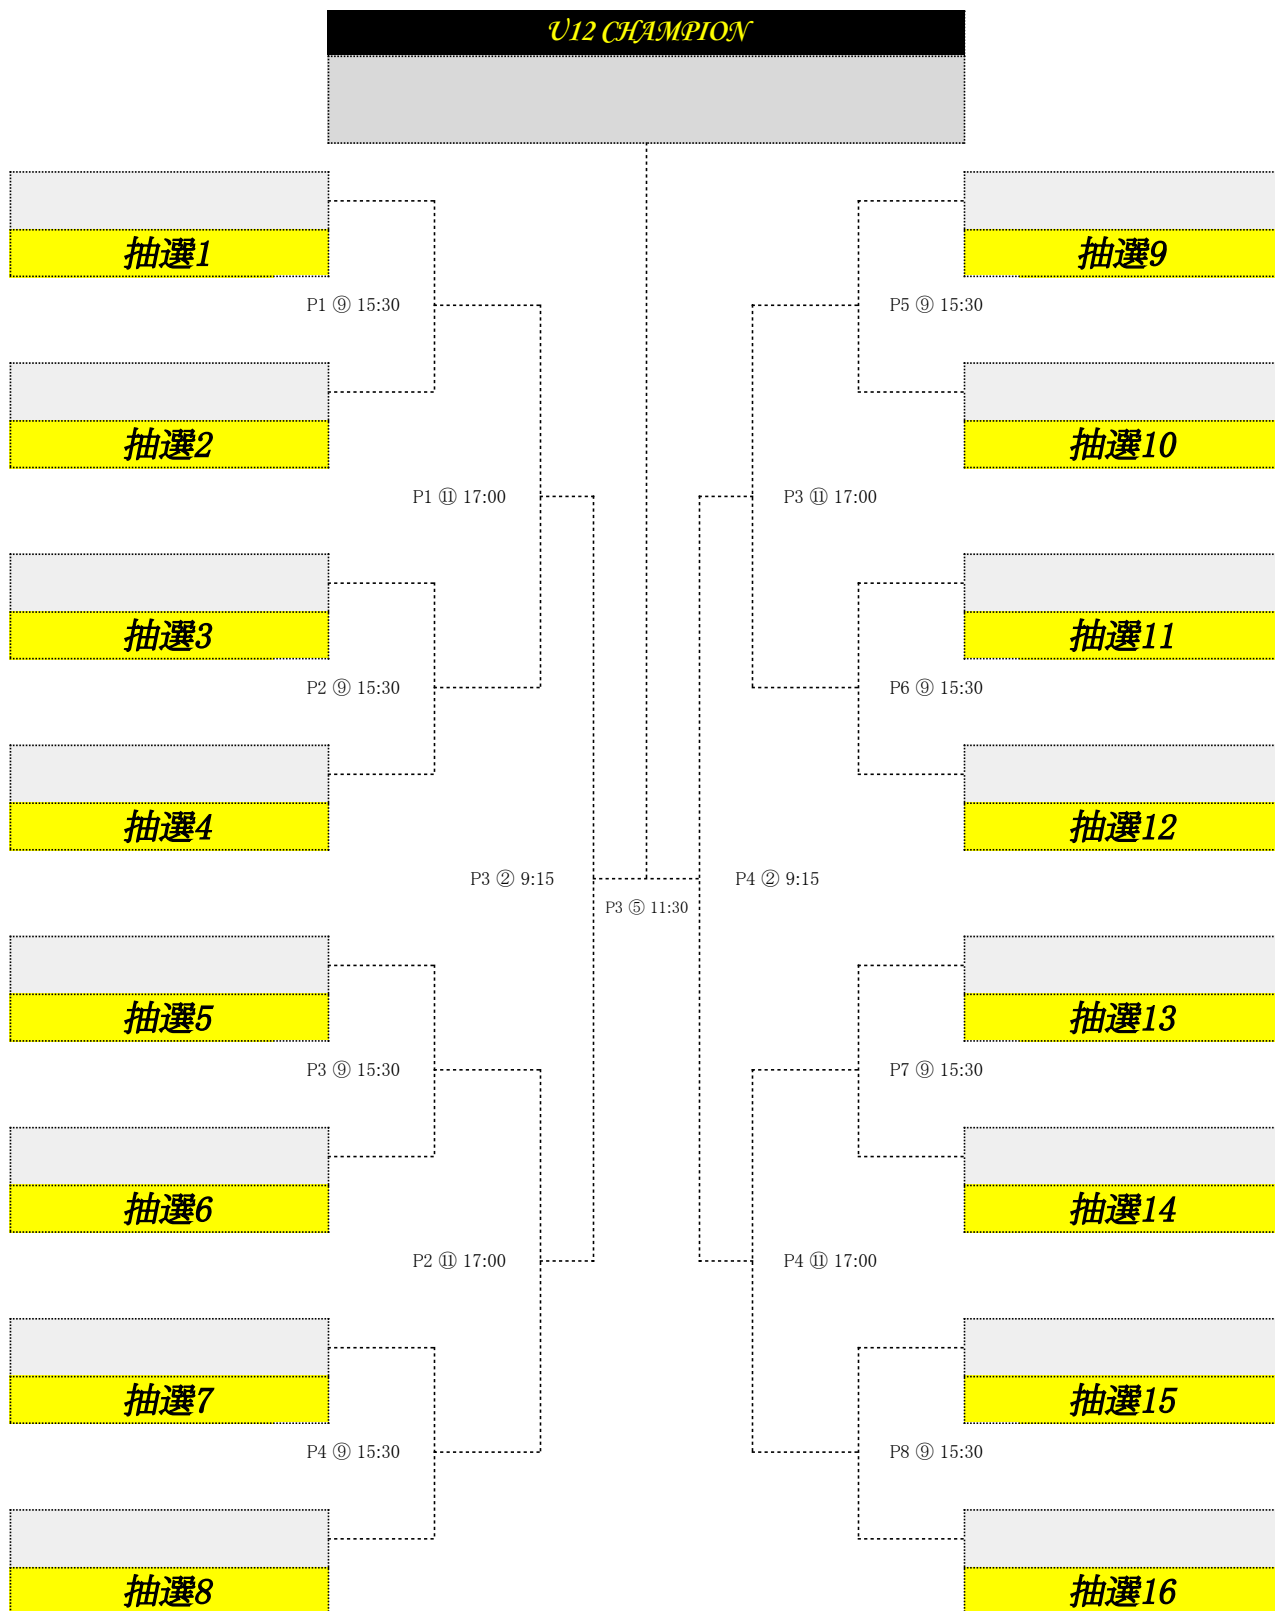 U12 CHAMPION
抽選1
抽選9
P1 ⑨ 15:30
P5 ⑨ 15:30
抽選2
抽選10
P1 ⑪ 17:00
P3 ⑪ 17:00
抽選3
抽選11
P2 ⑨ 15:30
P6 ⑨ 15:30
抽選4
抽選12
P3 ② 9:15
P4 ② 9:15
P3 ⑤ 11:30
抽選5
抽選13
P3 ⑨ 15:30
P7 ⑨ 15:30
抽選6
抽選14
P2 ⑪ 17:00
P4 ⑪ 17:00
抽選7
抽選15
P4 ⑨ 15:30
P8 ⑨ 15:30
抽選8
抽選16